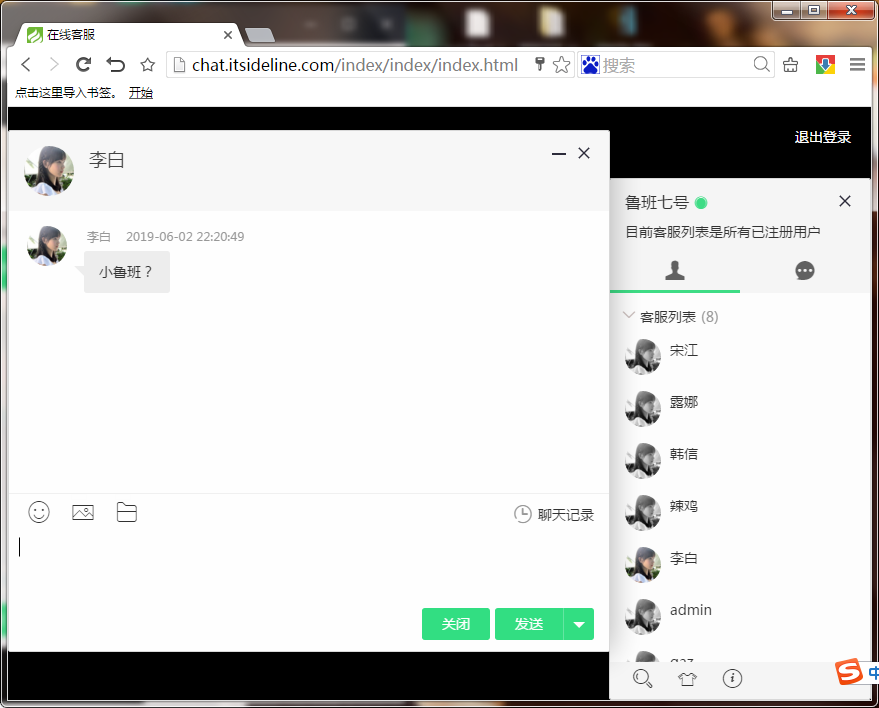 在线客服
chat.itsideline.com/index/index/index.html
搜索
点击这里导入书签。 开始
退出登录
李白
李白 2019-06-02 22:20:49
小鲁班？
聊天记录
关闭
发送
鲁班七号
目前客服列表是所有已注册用户
客服列表 (8)
宋江
露娜
韩信
辣鸡
李白
admin
中